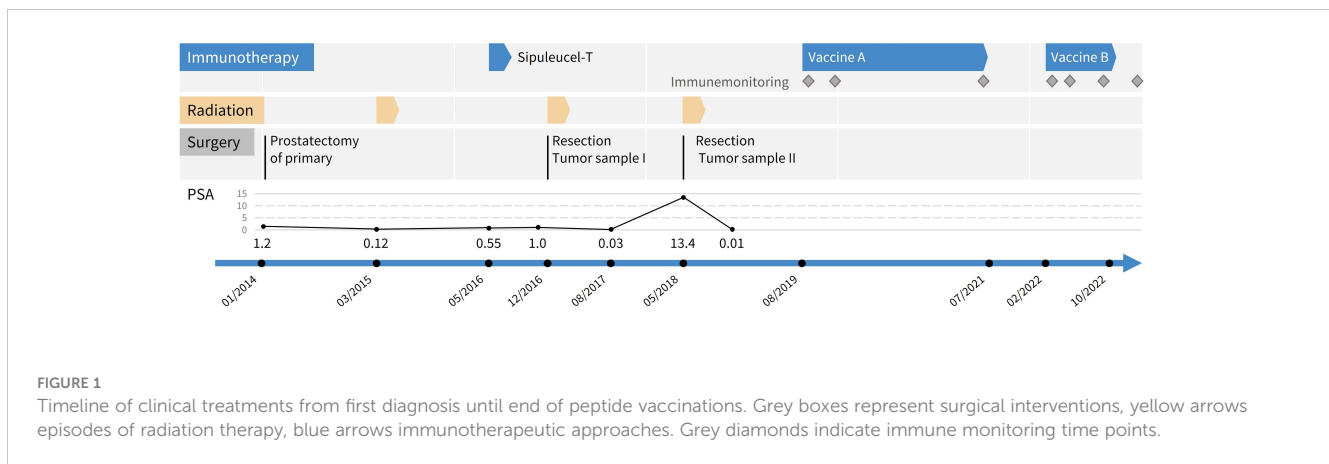 Immunotherapy
Sipuleucel-T
Vaccine A
Vaccine B
Immunemonitoring
Radiation
Surgery
Prostatectomy
of primary
Resection
Tumor sample I
Resection
Tumor sample II
PSA
15
10
5
0
1.2
0.12
0.55
1.0
0.03
13.4
0.01
01/2014
03/2015
05/2016
12/2016
08/2017
05/2018
08/2019
07/2021
02/2022
10/2022
FIGURE 1
Timeline of clinical treatments from first diagnosis until end of peptide vaccinations. Grey boxes represent surgical interventions, yellow arrows
episodes of radiation therapy, blue arrows immunotherapeutic approaches. Grey diamonds indicate immune monitoring time points.